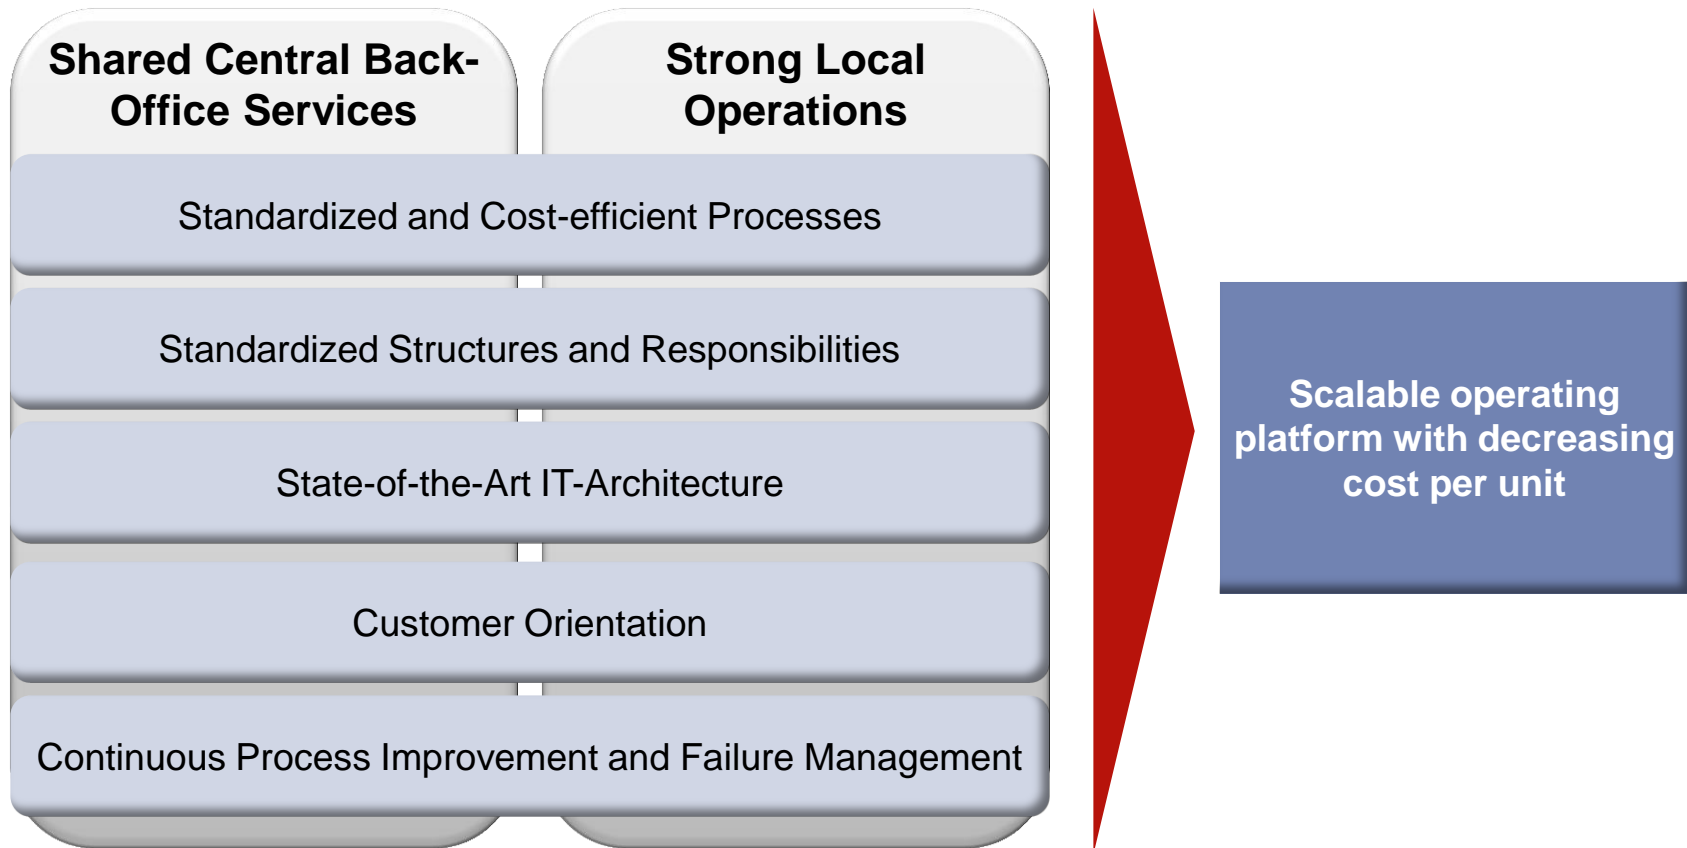 Shared Central Back-
Office Services
Strong Local
Operations
Standardized and Cost-efficient Processes
Standardized Structures and Responsibilities
State-of-the-Art IT-Architecture
Customer Orientation
Continuous Process Improvement and Failure Management
Scalable operating
platform with decreasing
cost per unit